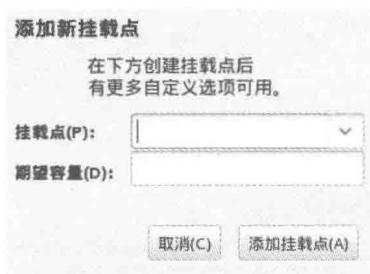 添加新挂载点
在下方创建挂载点后
有更多自定义选项可用。
挂载点(P):
期望容量(D):
取消(C)
添加挂载点(A)